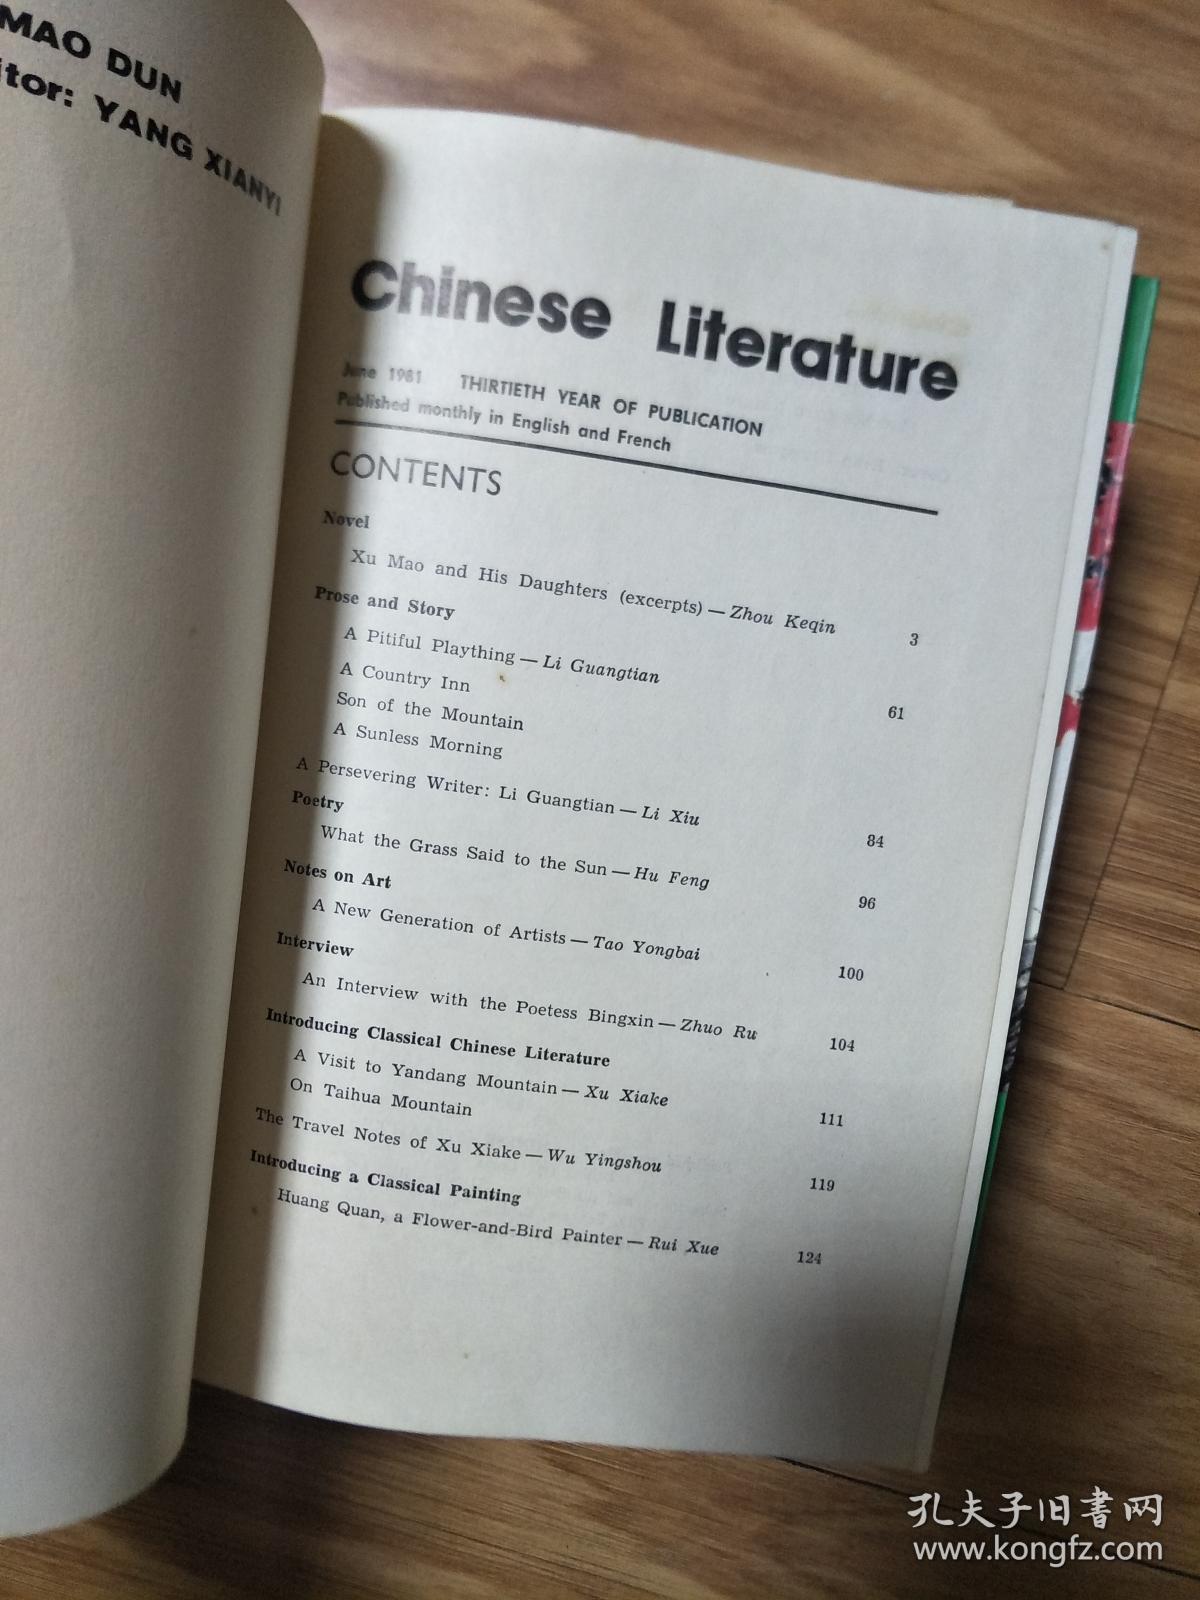 MAO DUN
itor: YANG XIANYI
Chinese Literature
June 1981 THIRTIETH YEAR OF PUBLICATION
Published monthly in English and French
CONTENTS
Novel
Xu Mao and His Daughters (excerpts) — Zhou Keqin 3
Prose and Story
A Pitiful Plaything — Li Guangtian 61
A Country Inn
Son of the Mountain
A Sunless Morning
A Persevering Writer: Li Guangtian — Li Xiu 84
Poetry
What the Grass Said to the Sun — Hu Feng 96
Notes on Art
A New Generation of Artists — Tao Yongbai 100
Interview
An Interview with the Poetess Bingxin — Zhuo Ru 104
Introducing Classical Chinese Literature
A Visit to Yandang Mountain — Xu Xiake 111
On Taihua Mountain
The Travel Notes of Xu Xiake — Wu Yingshou 119
Introducing a Classical Painting
Huang Quan, a Flower-and-Bird Painter — Rui Xue 124
孔夫子旧书网
www.kongfz.com